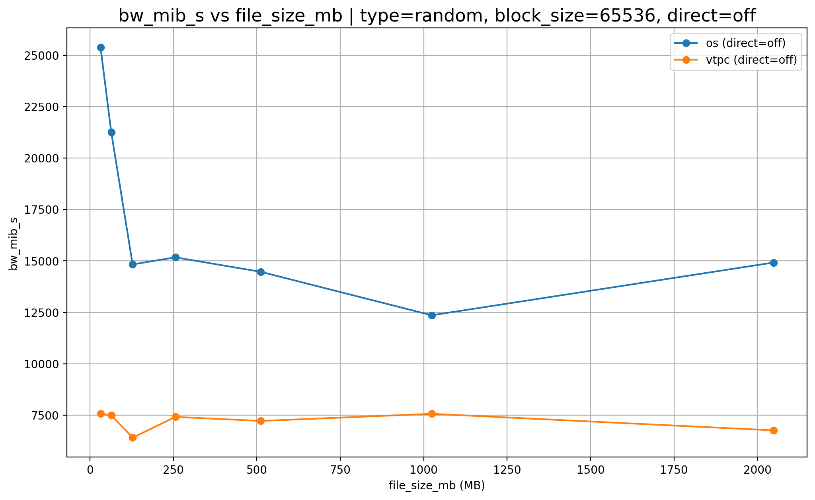 bw_mib_s vs file_size_mb | type=random, block_size=65536, direct=off
os (direct=off)
vtpc (direct=off)
bw_mib_s
25000
22500
20000
17500
15000
12500
10000
7500
0 250 500 750 1000 1250 1500 1750 2000
file_size_mb (MB)